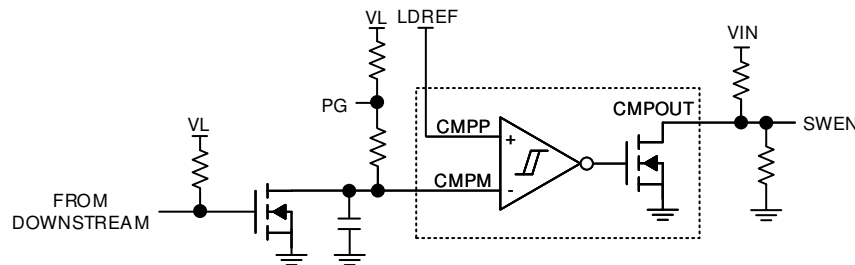 VL
LDREF
VIN
PG
CMPOUT
CMPP
+
SWEN
VL
CMPM
-
FROM
DOWNSTREAM